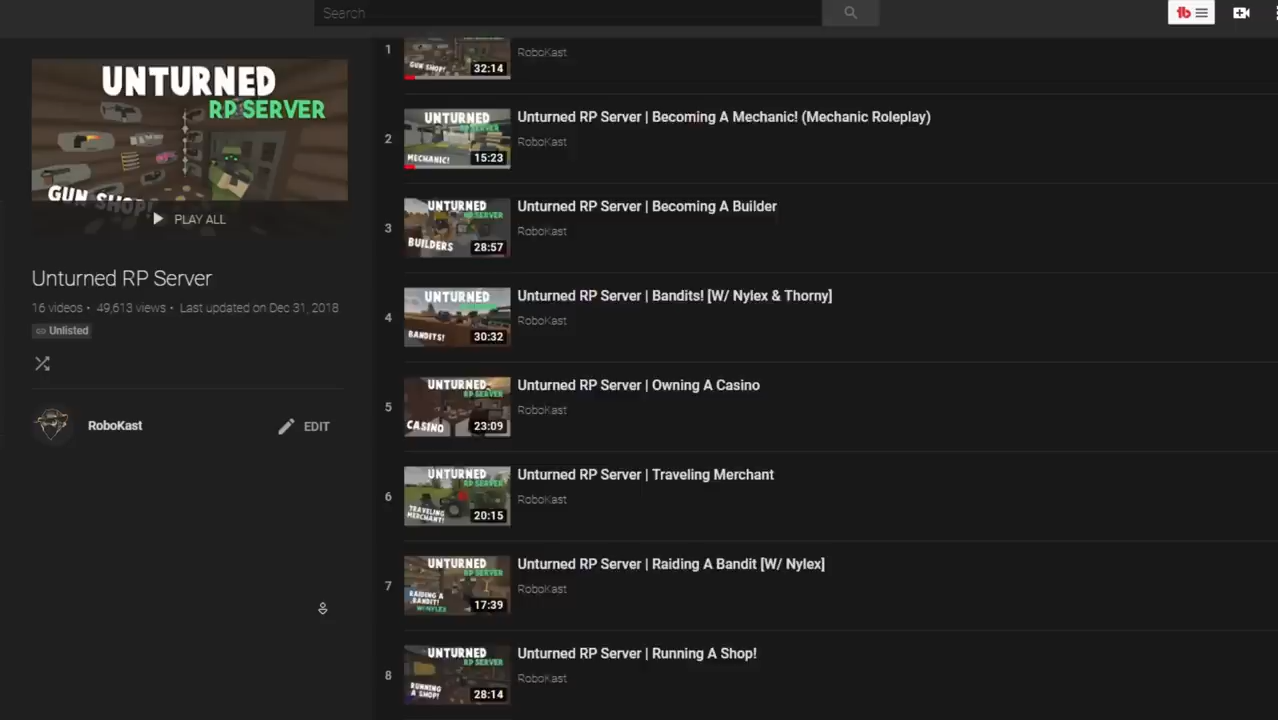 Search
tb
UNTURNED
RP SERVER
GUN SHOP!
PLAY ALL
Unturned RP Server
16 videos • 49,613 views • Last updated on Dec 31, 2018
Unlisted
RoboKast
EDIT
1
GUN SHOP!
32:14
RoboKast
2
UNTURNED
RP SERVER
MECHANIC!
15:23
Unturned RP Server | Becoming A Mechanic! (Mechanic Roleplay)
RoboKast
3
UNTURNED
RP SERVER
BUILDERS
28:57
Unturned RP Server | Becoming A Builder
RoboKast
4
UNTURNED
BANDITS!
30:32
Unturned RP Server | Bandits! [W/ Nylex & Thorny]
RoboKast
5
UNTURNED
RP SERVER
CASINO
23:09
Unturned RP Server | Owning A Casino
RoboKast
6
UNTURNED
RP SERVER
TRAVELING
MERCHANT!
20:15
Unturned RP Server | Traveling Merchant
RoboKast
7
UNTURNED
RP SERVER
RAIDING A
BANDIT!
W/ NYLEX
17:39
Unturned RP Server | Raiding A Bandit [W/ Nylex]
RoboKast
8
UNTURNED
RP SERVER
RUNNING
A SHOP!
28:14
Unturned RP Server | Running A Shop!
RoboKast